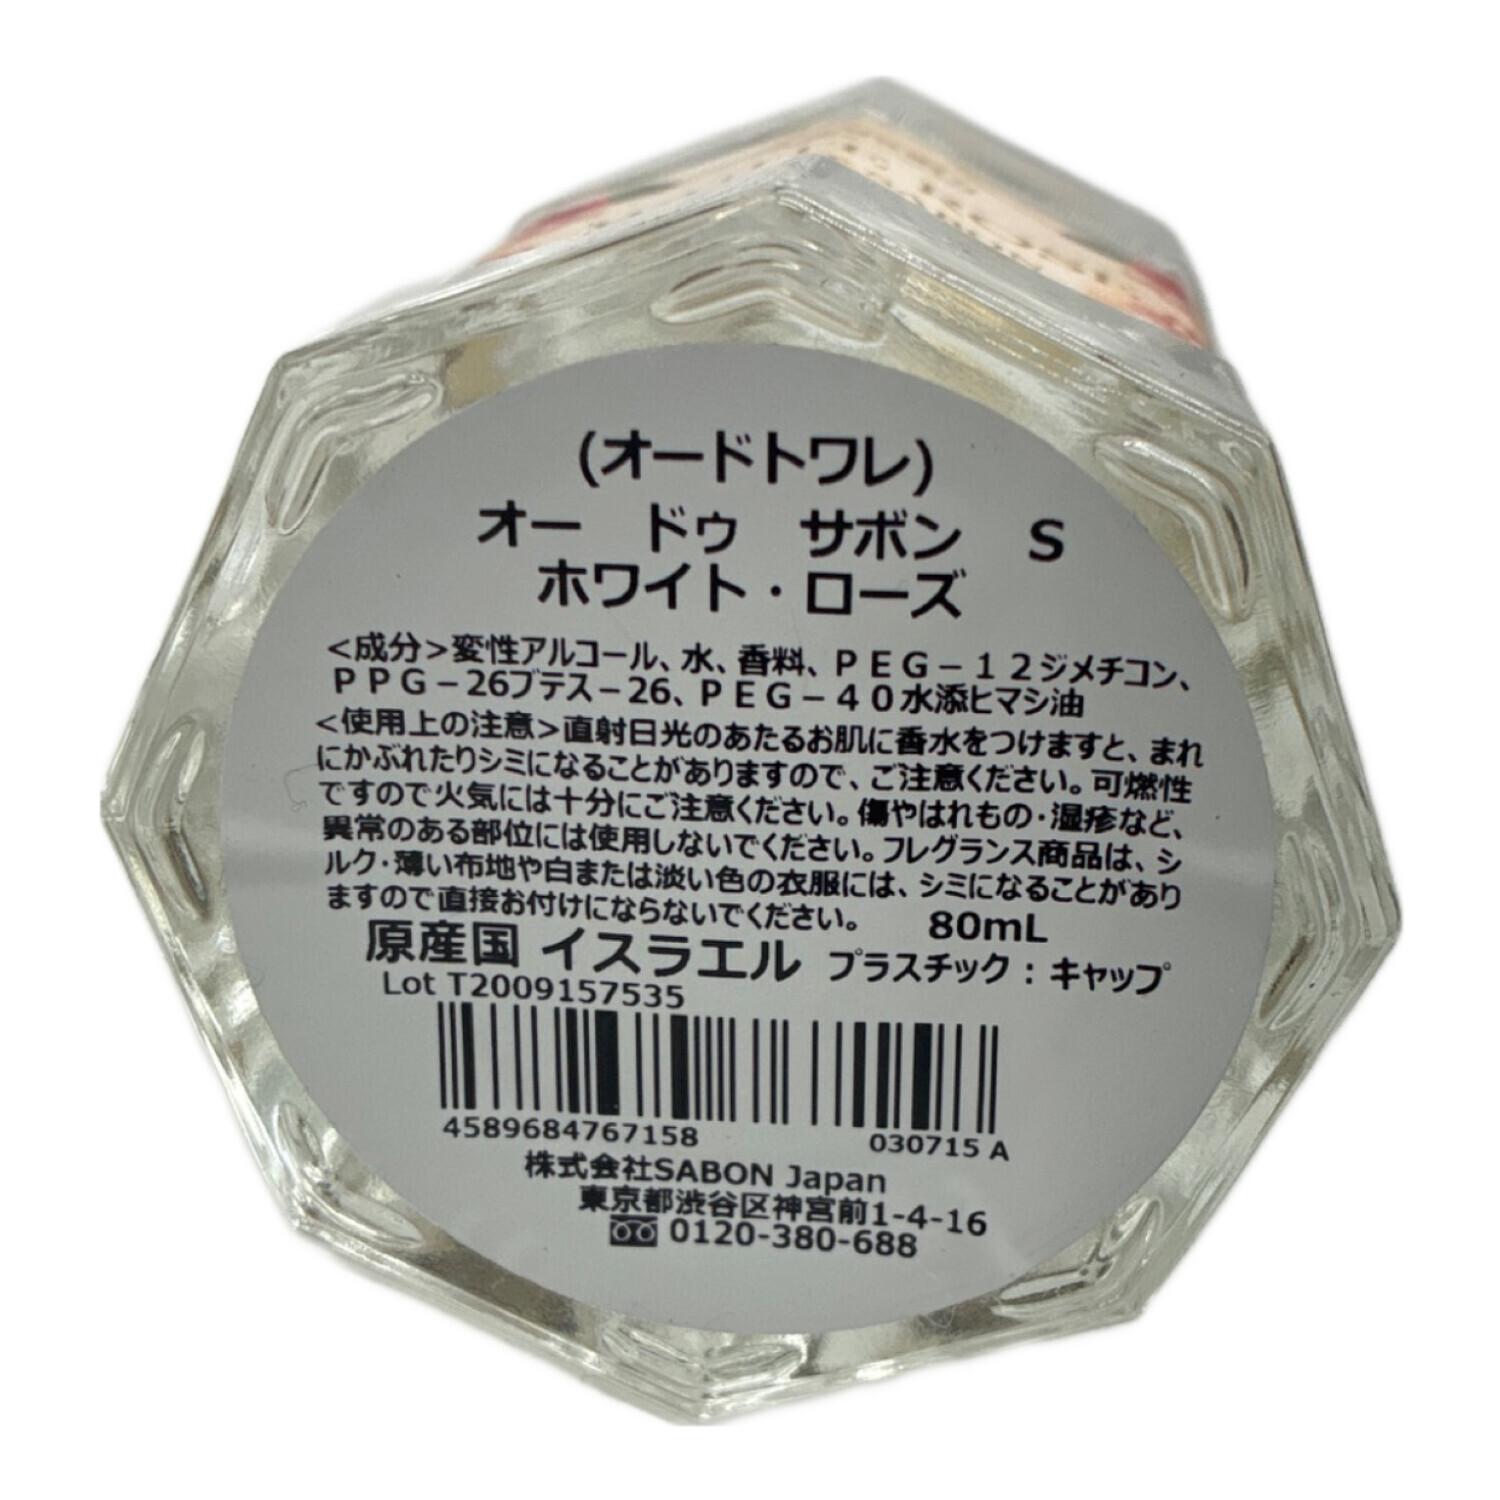 (オードトワレ)
オー　ドゥ　サボン　S
ホワイト・ローズ
<成分>変性アルコール、水、香料、ＰＥＧ－１２ジメチコン、
ＰＰＧ－26ブテス－26、ＰＥＧ－４０水添ヒマシ油
<使用上の注意>直射日光のあたるお肌に香水をつけますと、まれ
にかぶれたりシミになることがありますので、ご注意ください。可燃性
ですので火気には十分にご注意ください。傷やはれもの・湿疹など、
異常のある部位には使用しないでください。フレグランス商品は、シ
ルク・薄い布地や白または淡い色の衣服には、シミになることがあり
ますので直接お付けにならないでください。　80mL
原産国 イスラエル プラスチック：キャップ
Lot T2009157535
4589684767158 030715 A
株式会社SABON Japan
東京都渋谷区神宮前1-4-16
0120-380-688